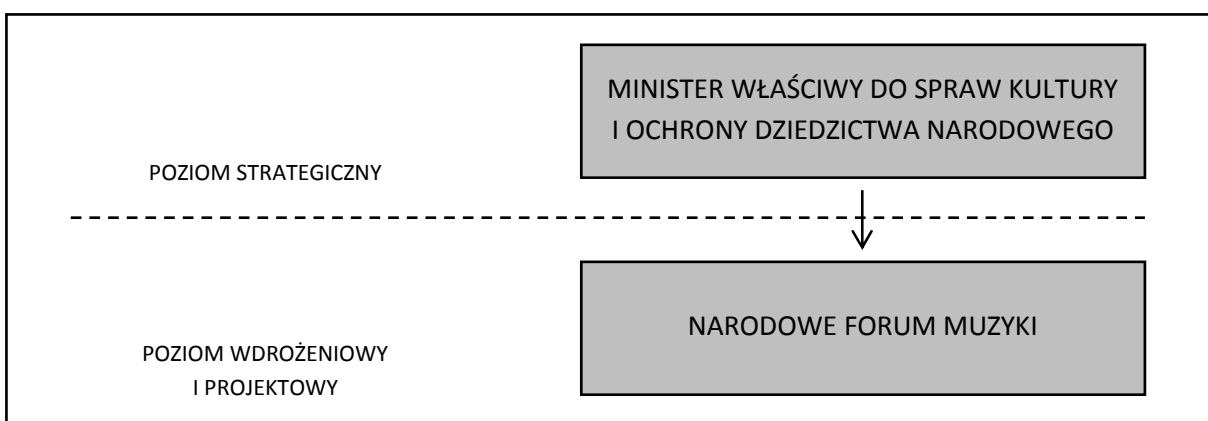 MINISTER WŁAŚCIWY DO SPRAW KULTURY
I OCHRONY DZIEDZICTWA NARODOWEGO
POZIOM STRATEGICZNY
NARODOWE FORUM MUZYKI
POZIOM WDROŻENIOWY
I PROJEKTOWY